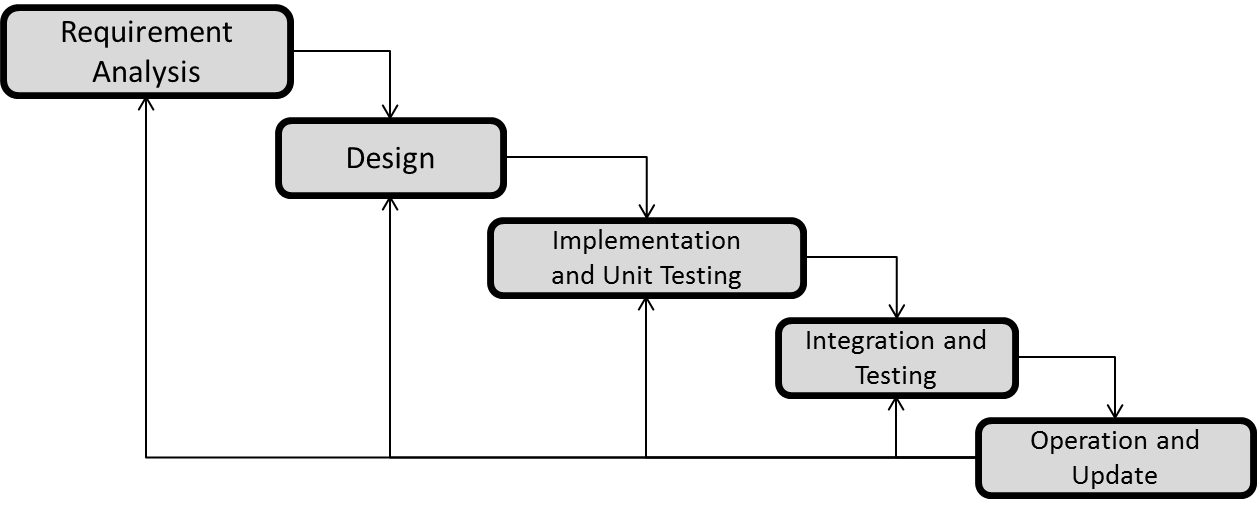 Requirement
Analysis
Design
Implementation
and Unit Testing
Integration and
Testing
Operation and
Update